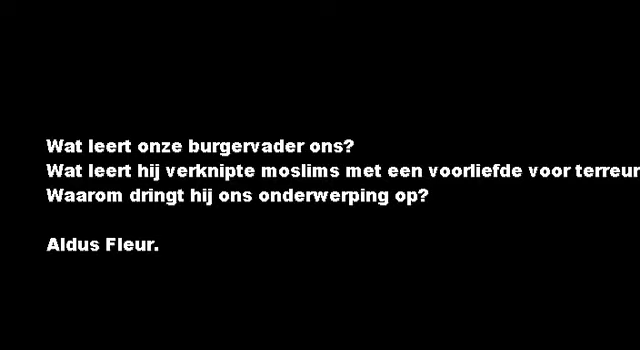 Wat leert onze burgervader ons?
Wat leert hij verknipte moslims met een voorliefde voor terreur
Waarom dringt hij ons onderwerping op?
Aldus Fleur.